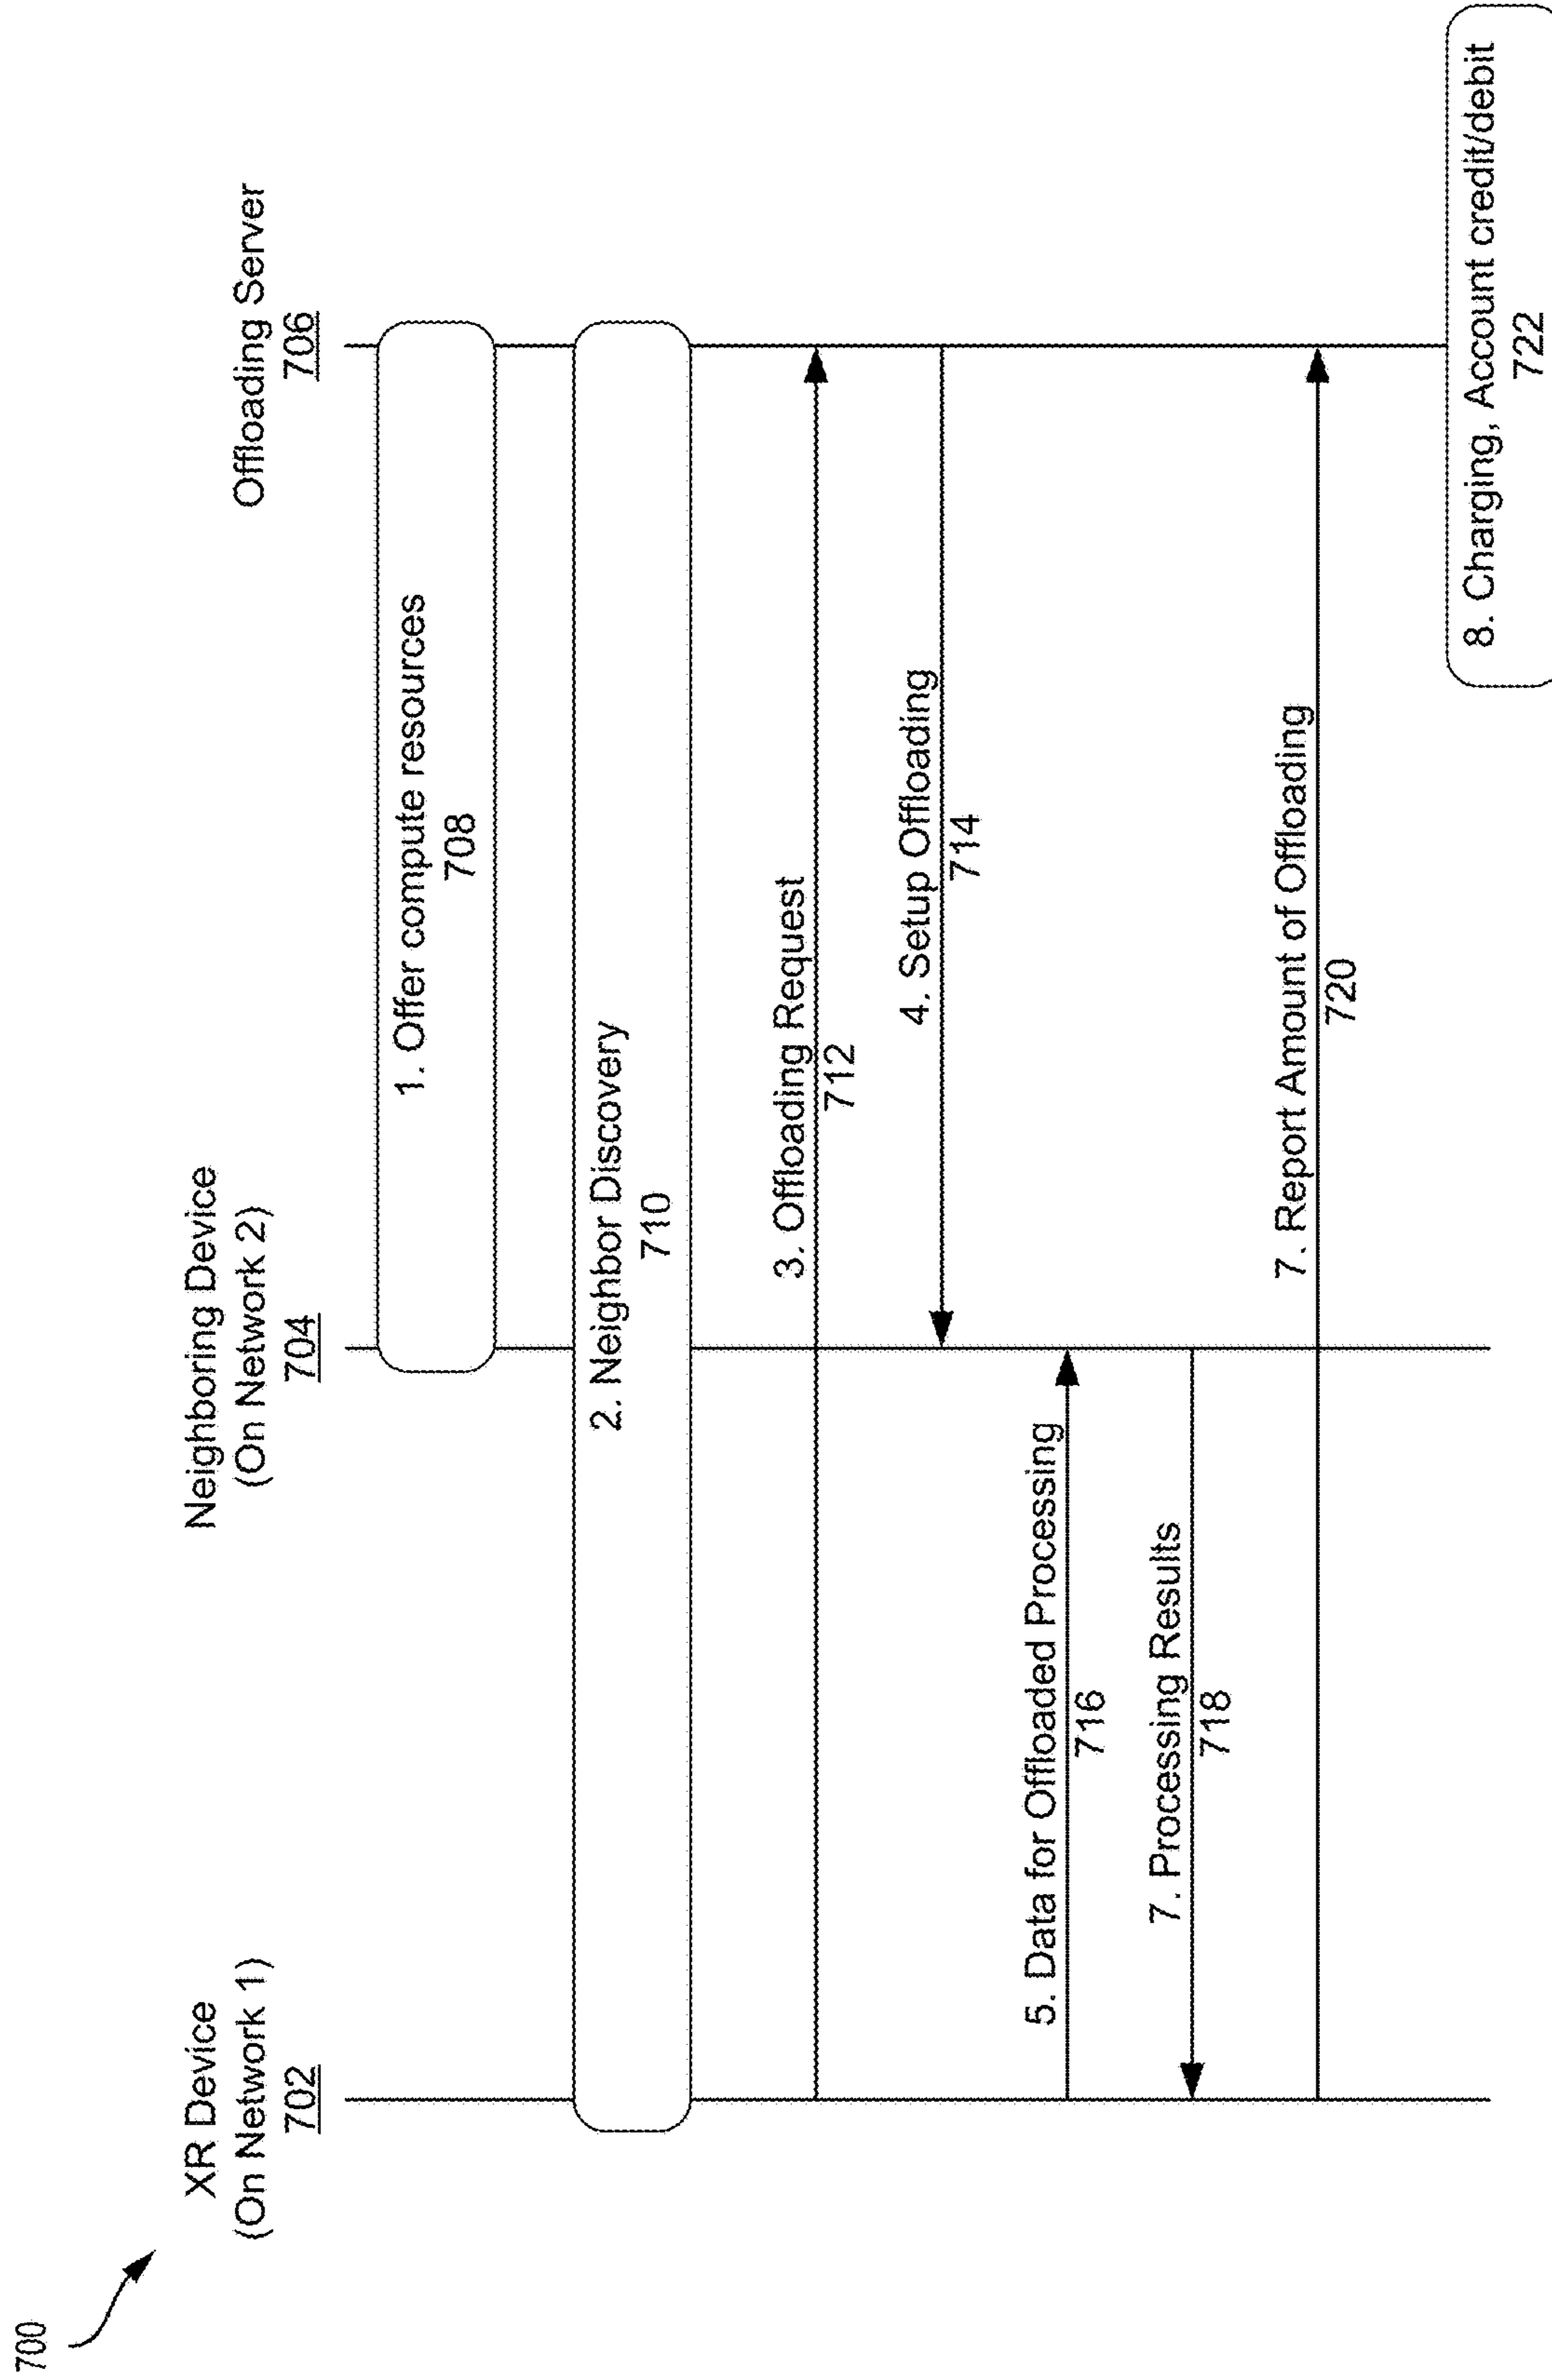 700
XR Device
(On Network 1)
702
Neighboring Device
(On Network 2)
704
Offloading Server
706
1. Offer compute resources
708
2. Neighbor Discovery
710
3. Offloading Request
712
4. Setup Offloading
714
5. Data for Offloaded Processing
716
7. Processing Results
718
7. Report Amount of Offloading
720
8. Charging, Account credit/debit
722